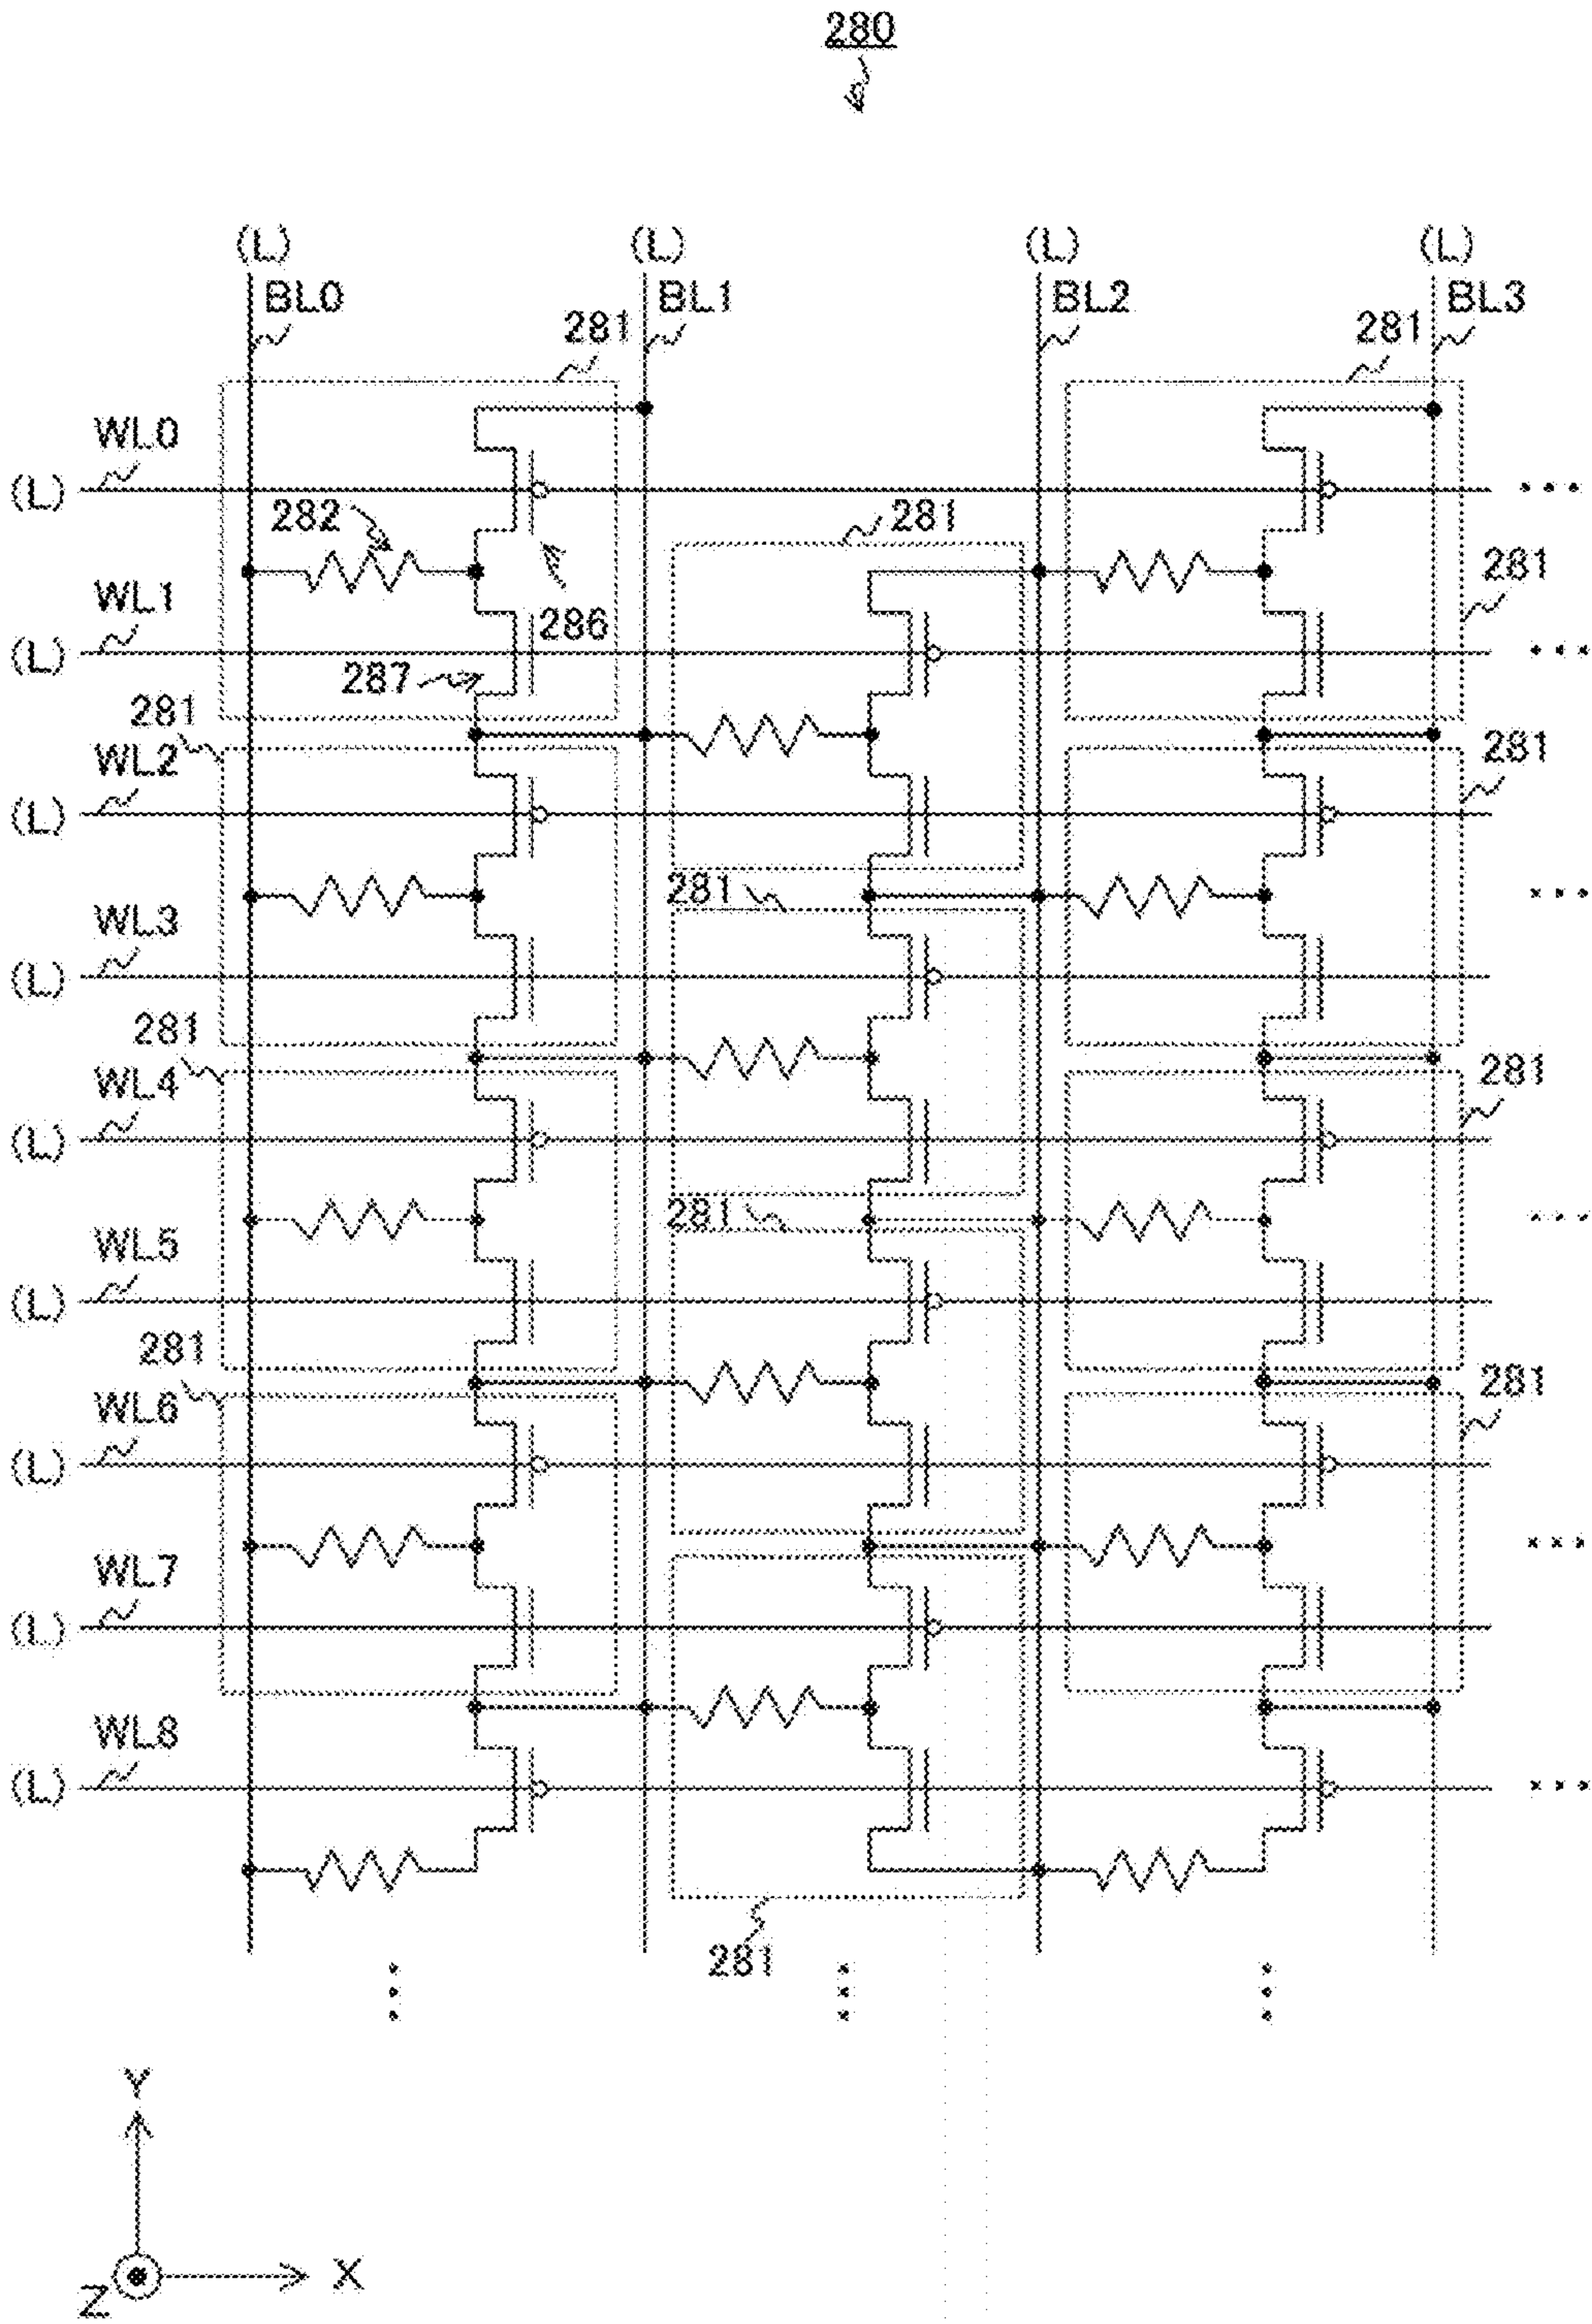 280
(L) (L) (L) (L)
BL0 BL1 BL2 BL3
281 281
WL0
(L)
282 281
281
WL1 286
(L)
287
281
WL2 281
(L)
281
WL3
(L)
281
WL4 281
(L)
281
WL5
(L)
281
WL6 281
(L)
WL7
(L)
WL8
(L)
281
Y
X
Z